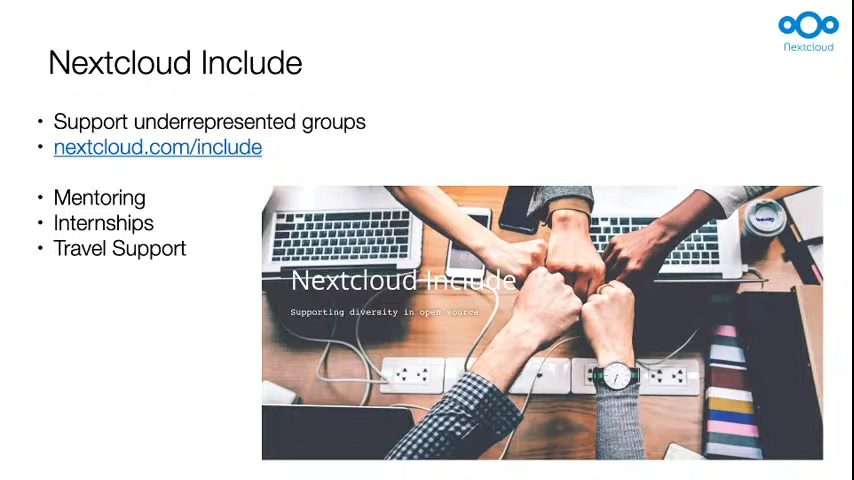 Nextcloud
Nextcloud Include
• Support underrepresented groups
• nextcloud.com/include
• Mentoring
• Internships
• Travel Support
Nextcloud Include
Supporting diversity in open source